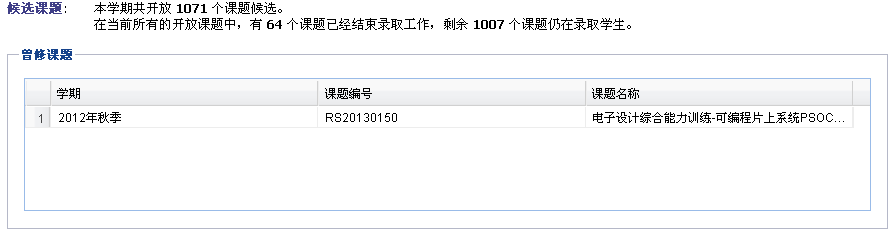 候选课题: 本学期共开放 1071 个课题候选。
在当前所有的开放课题中，有 64 个课题已经结束录取工作，剩余 1007 个课题仍在录取学生。
曾修课题
学期 课题编号 课题名称
1 2012年秋季 RS20130150 电子设计综合能力训练-可编程片上系统PSOC...